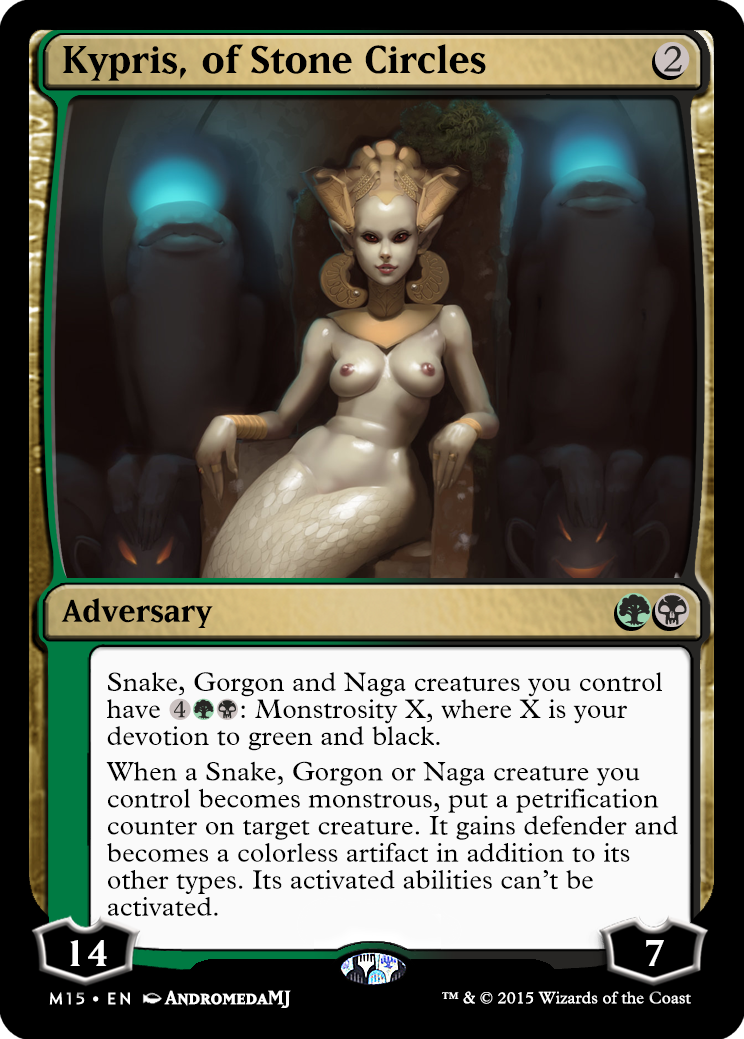 Kypris, of Stone Circles 2
Adversary
Snake, Gorgon and Naga creatures you control
have 4: Monstrosity X, where X is your
devotion to green and black.
When a Snake, Gorgon or Naga creature you
control becomes monstrous, put a petrification
counter on target creature. It gains defender and
becomes a colorless artifact in addition to its
other types. Its activated abilities can't be
activated.
14 7
M15 • EN AndromedaMJ ™ & © 2015 Wizards of the Coast